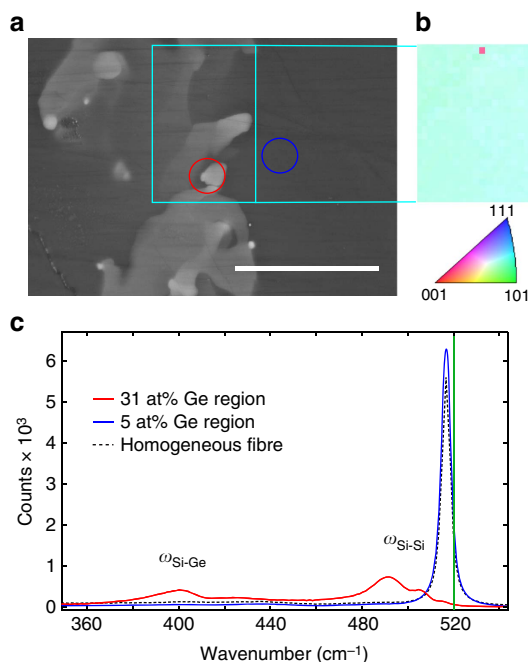 a
b
111
001
101
c
Counts × 10³
6
5
4
3
2
1
0
31 at% Ge region
5 at% Ge region
Homogeneous fibre
ωSi-Ge
ωSi-Si
360
400
440
480
520
Wavenumber (cm⁻¹)